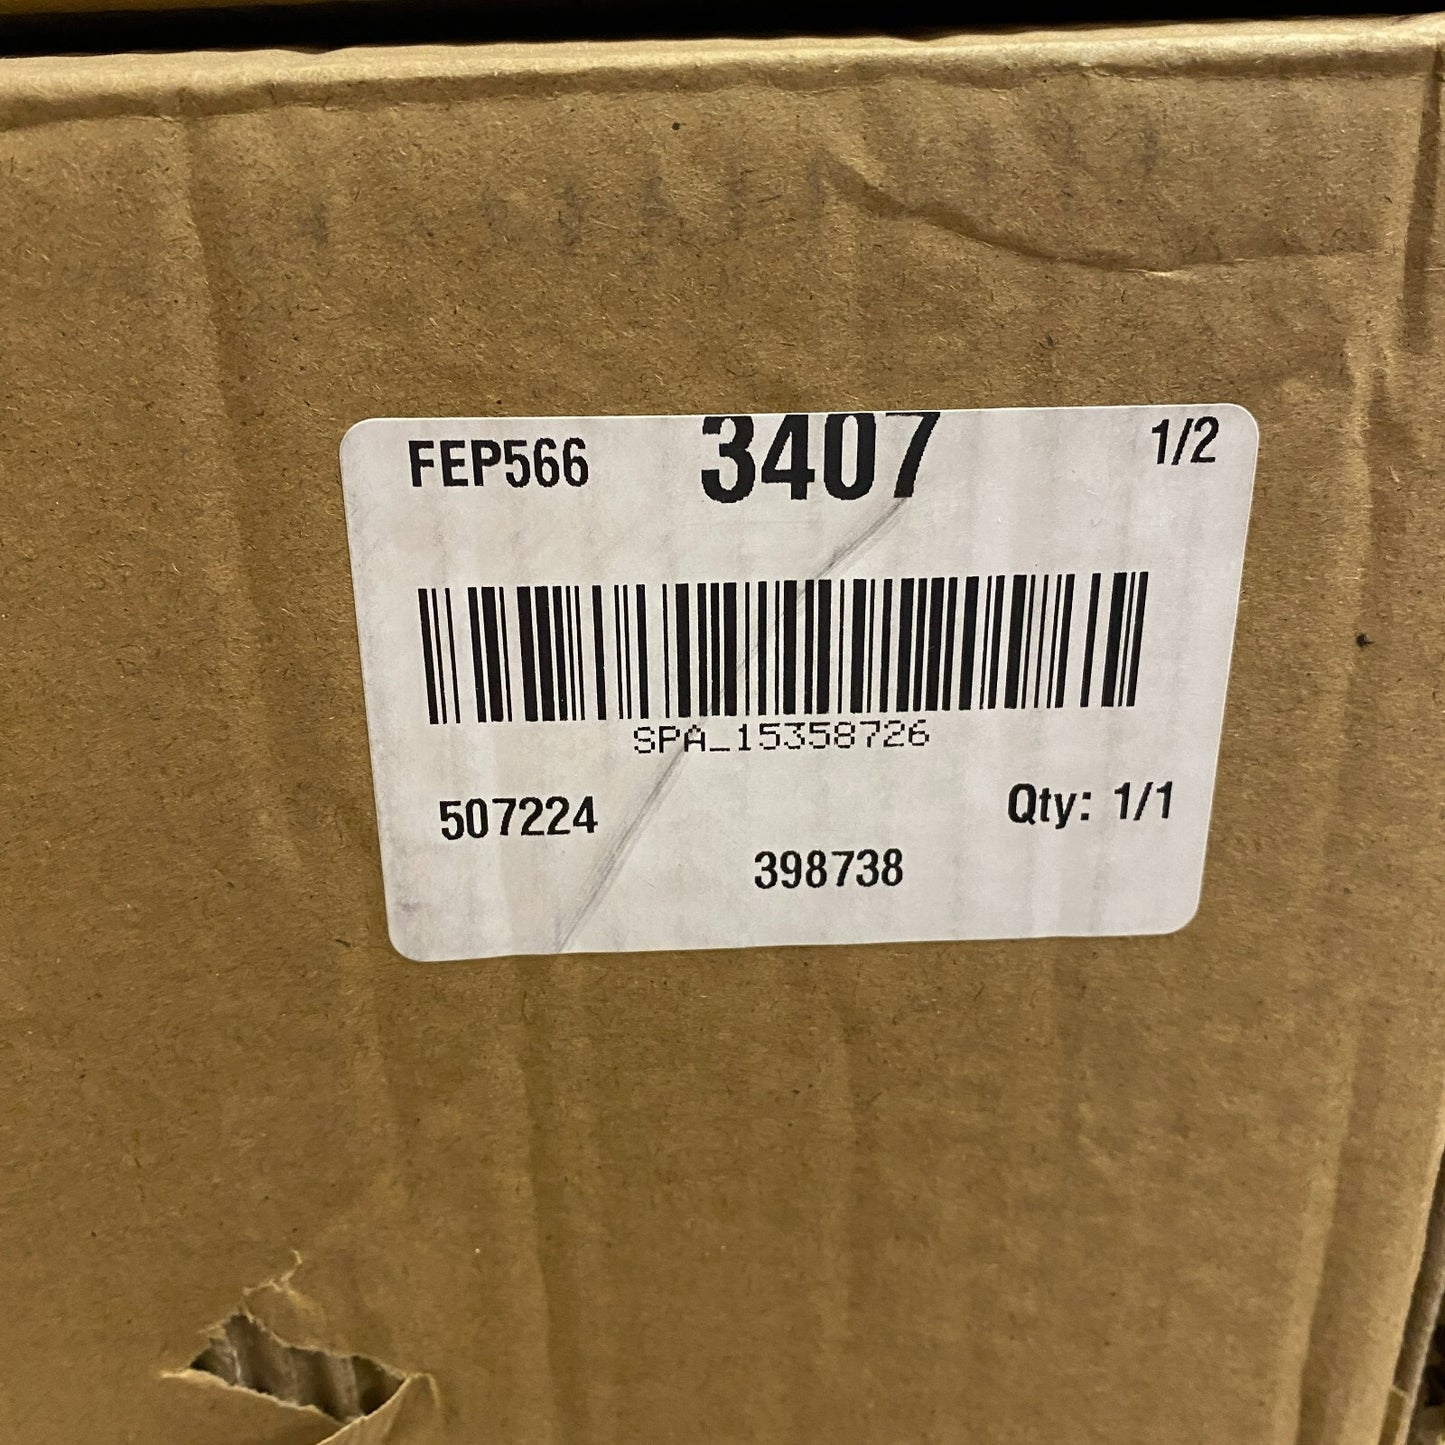 FEP566 3407 1/2
SPA_15358726
507224 Qty: 1/1
398738